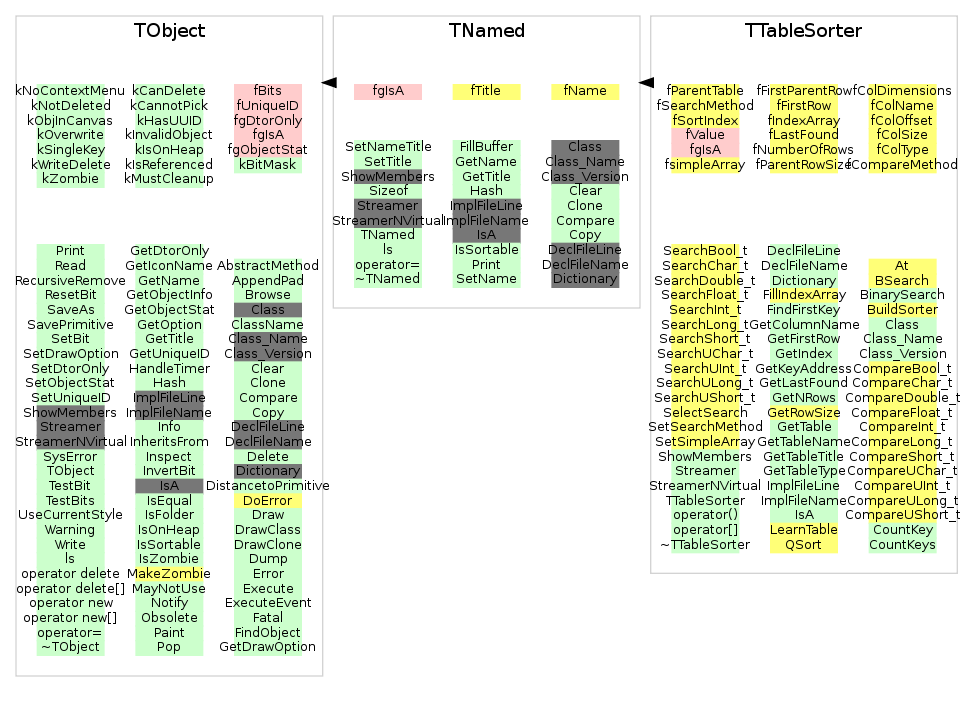 TObject
kNoContextMenu kCanDelete fBits
kNotDeleted kCannotPick fUniqueID
kObjInCanvas kHasUUID fgDtorOnly
kOverwrite kInvalidObject fgIsA
kSingleKey kIsOnHeap fgObjectStat
kWriteDelete kIsReferenced kBitMask
kZombie kMustCleanup
Print GetDtorOnly
Read GetIconName AbstractMethod
RecursiveRemove GetName AppendPad
ResetBit GetObjectInfo Browse
SaveAs GetObjectStat Class
SavePrimitive GetOption ClassName
SetBit GetTitle Class_Name
SetDrawOption GetUniqueID Class_Version
SetDtorOnly HandleTimer Clear
SetObjectStat Hash Clone
SetUniqueID ImplFileLine Compare
ShowMembers ImplFileName Copy
Streamer Info DeclFileLine
StreamerNVirtual InheritsFrom DeclFileName
SysError Inspect Delete
TObject InvertBit Dictionary
TestBit IsA DistancetoPrimitive
TestBits IsEqual DoError
UseCurrentStyle IsFolder Draw
Warning IsOnHeap DrawClass
Write IsSortable DrawClone
ls IsZombie Dump
operator delete MakeZombie Error
operator delete[] MayNotUse Execute
operator new Notify ExecuteEvent
operator new[] Obsolete Fatal
operator= Paint FindObject
~TObject Pop GetDrawOption
TNamed
fgIsA fTitle fName
SetNameTitle FillBuffer Class
SetTitle GetName Class_Name
ShowMembers GetTitle Class_Version
Sizeof Hash Clear
Streamer ImplFileLine Clone
StreamerNVirtual ImplFileName Compare
TNamed IsA Copy
ls IsSortable DeclFileLine
operator= Print DeclFileName
~TNamed SetName Dictionary
TTableSorter
fParentTable fFirstParentRow fColDimensions
fSearchMethod fFirstRow fColName
fSortIndex fIndexArray fColOffset
fValue fLastFound fColSize
fgIsA fNumberOfRows fColType
fsimpleArray fParentRowSize fCompareMethod
SearchBool_t DeclFileLine
SearchChar_t DeclFileName At
SearchDouble_t Dictionary BSearch
SearchFloat_t FillIndexArray BinarySearch
SearchInt_t FindFirstKey BuildSorter
SearchLong_t GetColumnName Class
SearchShort_t GetFirstRow Class_Name
SearchUChar_t GetIndex Class_Version
SearchUInt_t GetKeyAddress CompareBool_t
SearchULong_t GetLastFound CompareChar_t
SearchUShort_t GetNRows CompareDouble_t
SelectSearch GetRowSize CompareFloat_t
SetSearchMethod GetTable CompareInt_t
SetSimpleArray GetTableName CompareLong_t
ShowMembers GetTableTitle CompareShort_t
Streamer GetTableType CompareUChar_t
StreamerNVirtual ImplFileLine CompareUInt_t
TTableSorter ImplFileName CompareULong_t
operator() IsA CompareUShort_t
operator[] LearnTable CountKey
~TTableSorter QSort CountKeys